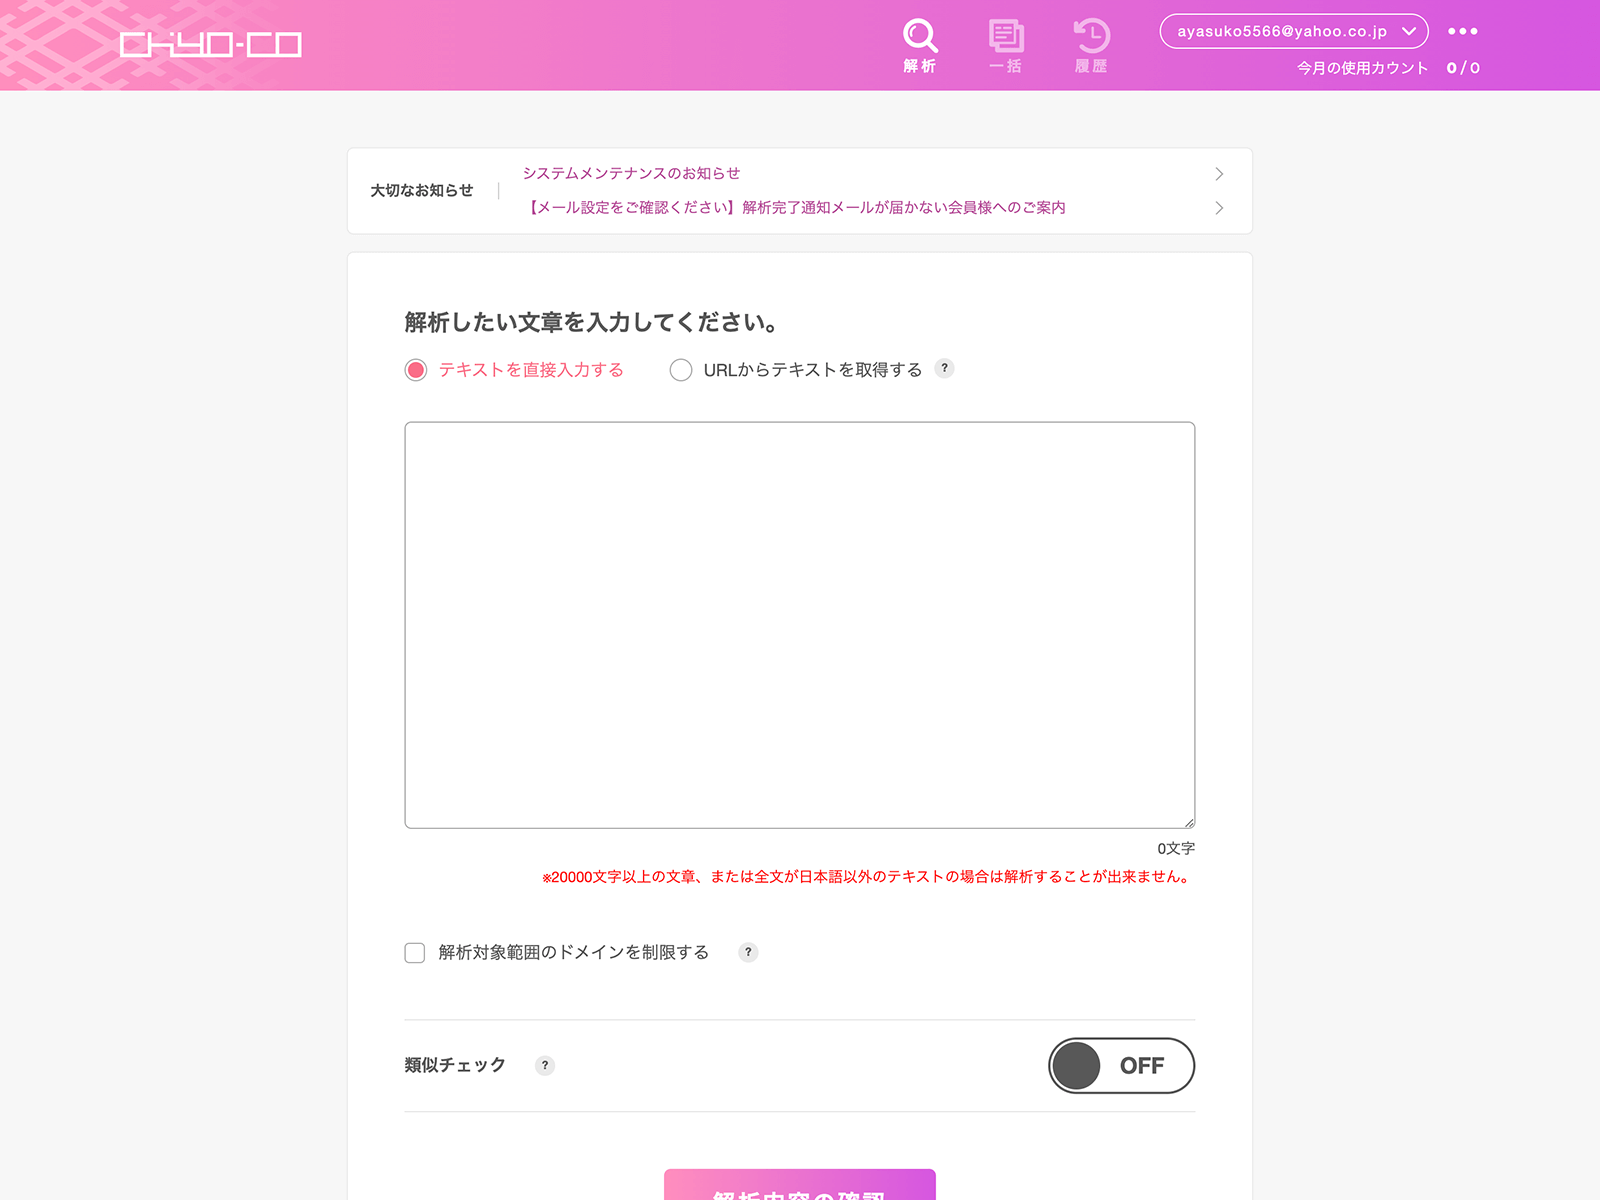 CHIYO-CO
解析
一括
履歴
ayasuko5566@yahoo.co.jp
今月の使用カウント 0 / 0
大切なお知らせ
システムメンテナンスのお知らせ
【メール設定をご確認ください】解析完了通知メールが届かない会員様へのご案内
解析したい文章を入力してください。
テキストを直接入力する
URLからテキストを取得する ?
0文字
※20000文字以上の文章、または全文が日本語以外のテキストの場合は解析することが出来ません。
解析対象範囲のドメインを制限する ?
類似チェック ?
OFF
解析内容の確認